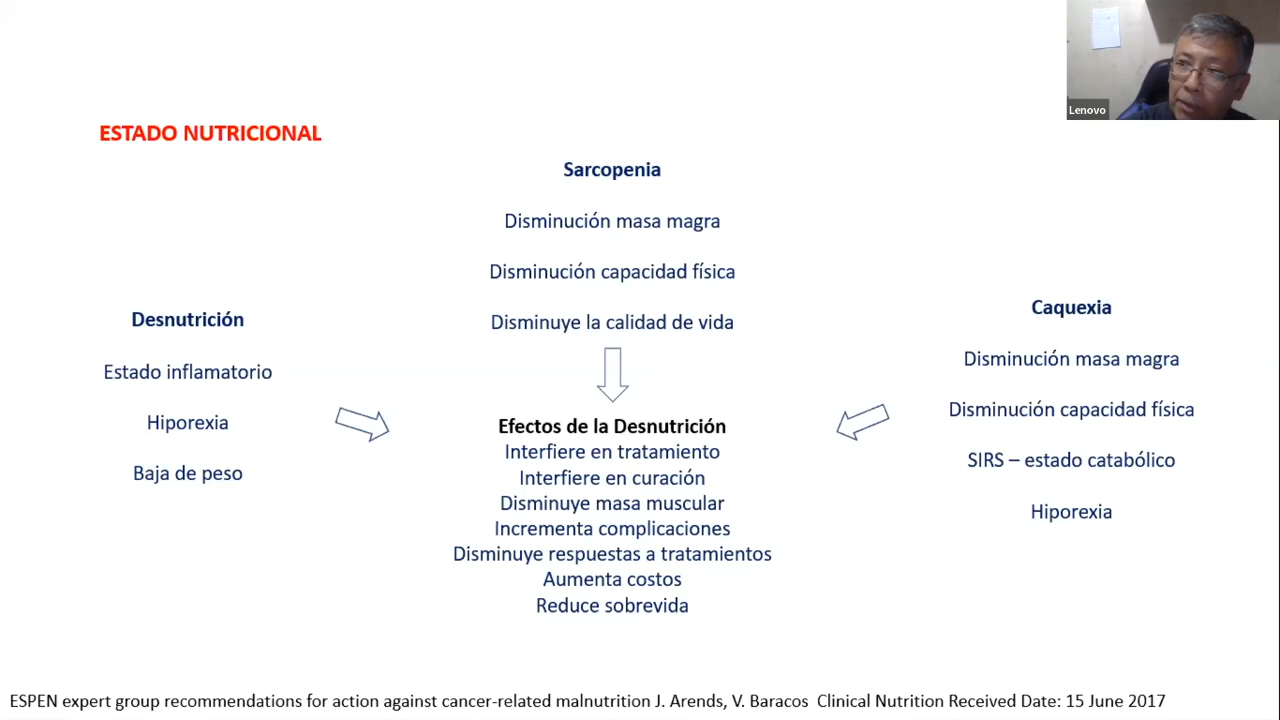 Lenovo
ESTADO NUTRICIONAL
Sarcopenia
Disminución masa magra
Disminución capacidad física
Disminuye la calidad de vida
Desnutrición
Estado inflamatorio
Hiporexia
Baja de peso
Caquexia
Disminución masa magra
Disminución capacidad física
SIRS – estado catabólico
Hiporexia
Efectos de la Desnutrición
Interfiere en tratamiento
Interfiere en curación
Disminuye masa muscular
Incrementa complicaciones
Disminuye respuestas a tratamientos
Aumenta costos
Reduce sobrevida
ESPEN expert group recommendations for action against cancer-related malnutrition J. Arends, V. Baracos Clinical Nutrition Received Date: 15 June 2017